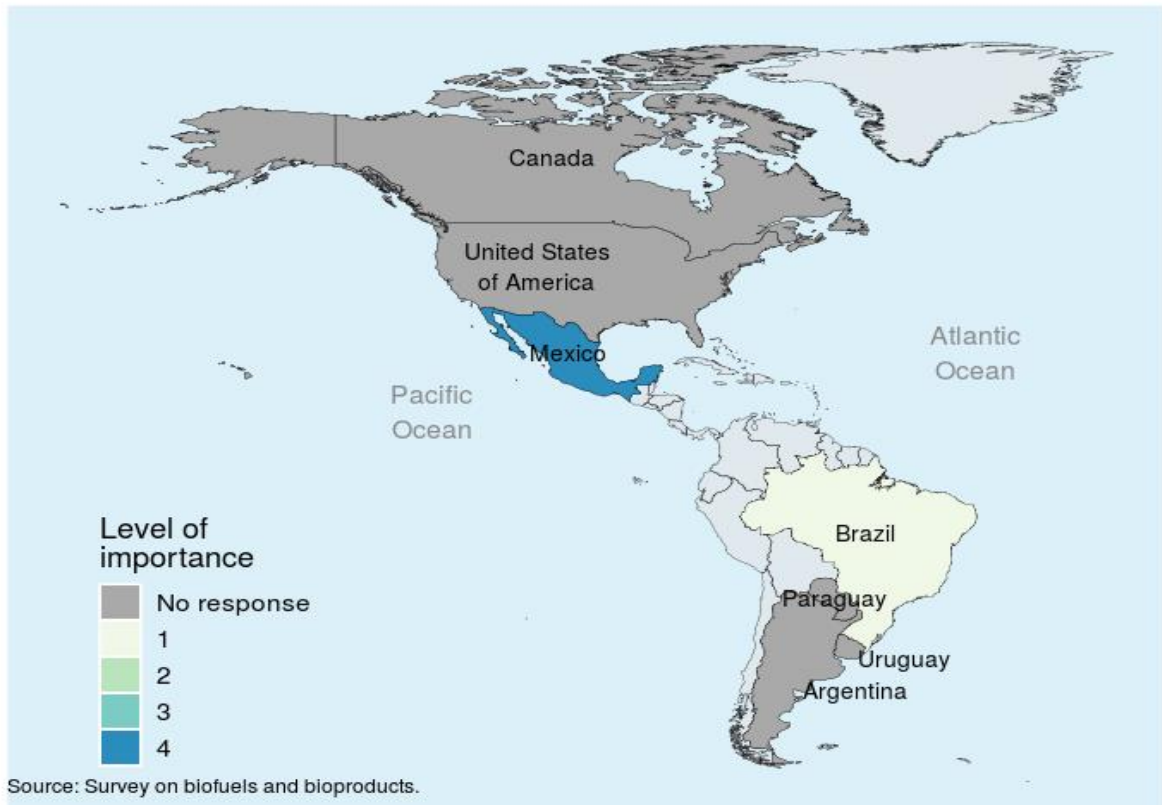 Canada
United States
of America
Mexico
Atlantic
Ocean
Pacific
Ocean
Brazil
Paraguay
Uruguay
Argentina
Level of
importance
No response
1
2
3
4
Source: Survey on biofuels and bioproducts.